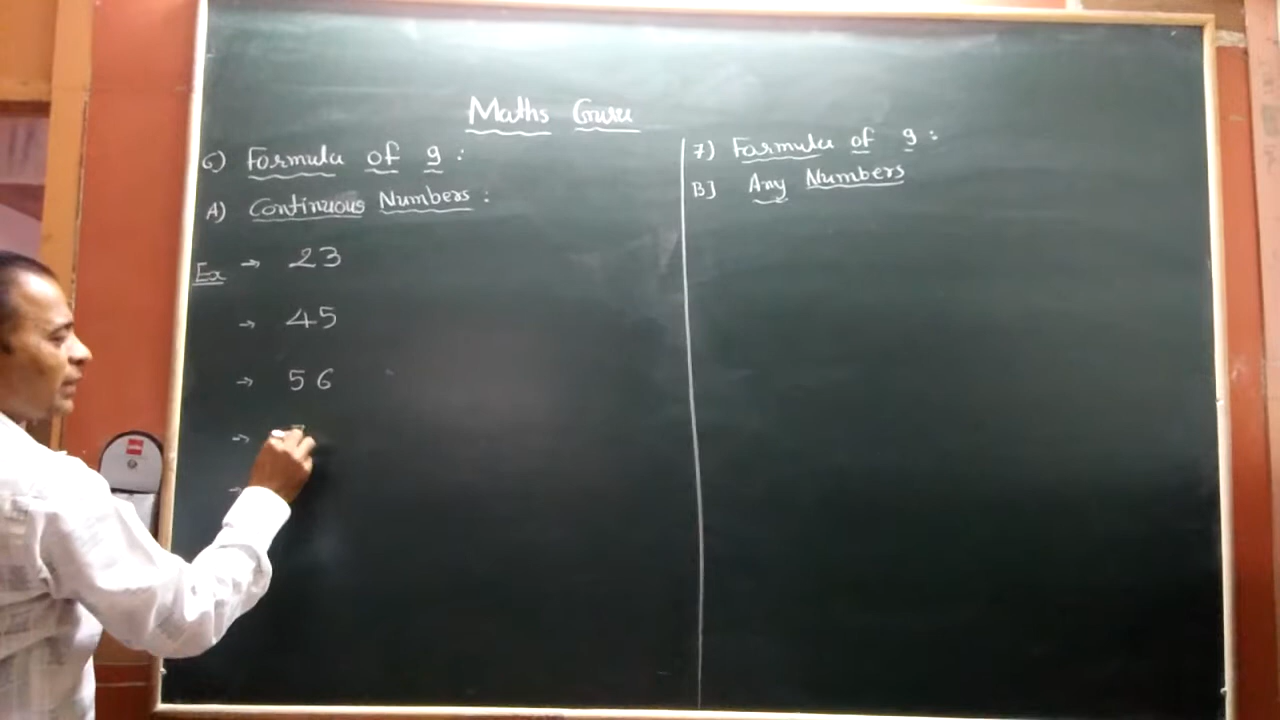 Maths Guru
6) Formula of 9 :
A) Continuous Numbers :
Ex → 23
→ 45
→ 56
→
→
7) Formula of 9 :
B] Any Numbers